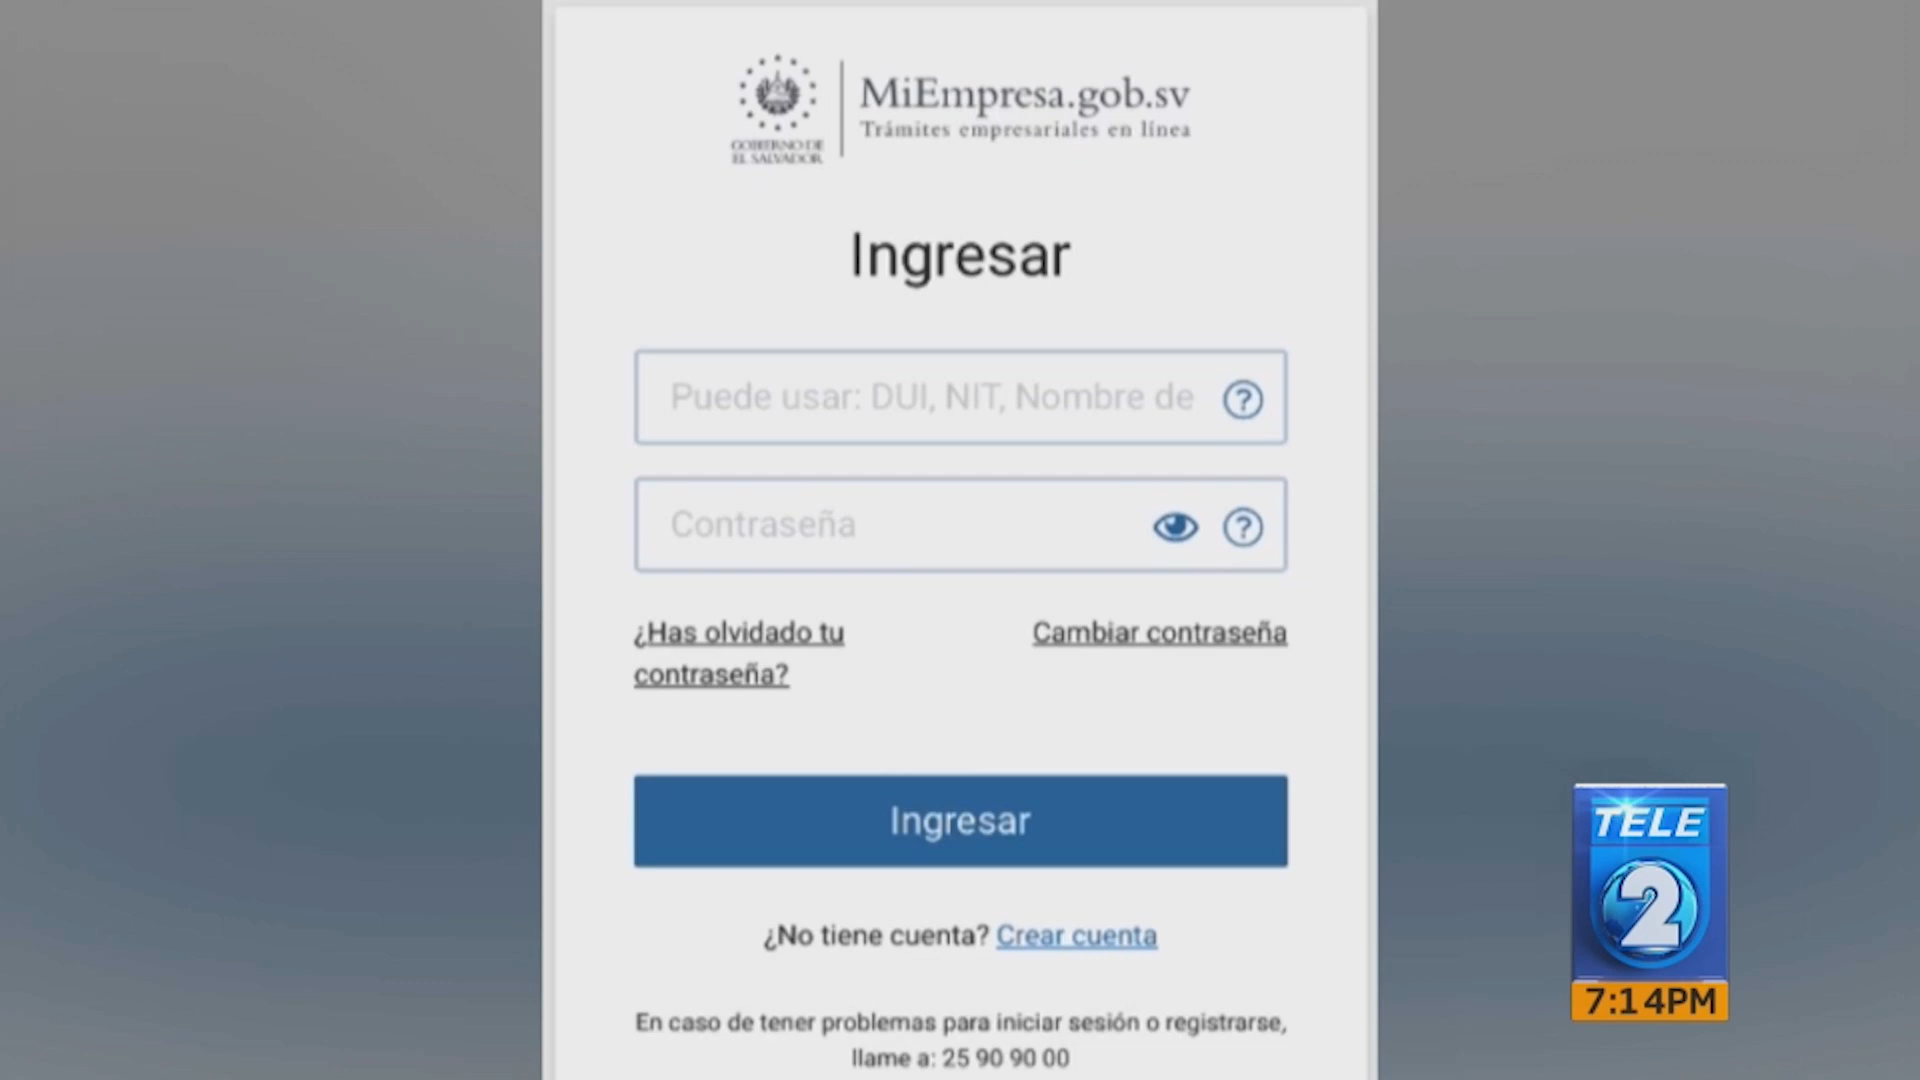 GOBIERNO DE
EL SALVADOR
MiEmpresa.gob.sv
Trámites empresariales en línea
Ingresar
Puede usar: DUI, NIT, Nombre de
Contraseña
¿Has olvidado tu
contraseña?
Cambiar contraseña
Ingresar
¿No tiene cuenta? Crear cuenta
En caso de tener problemas para iniciar sesión o registrarse,
llame a: 25 90 90 00
TELE
2
7:14PM